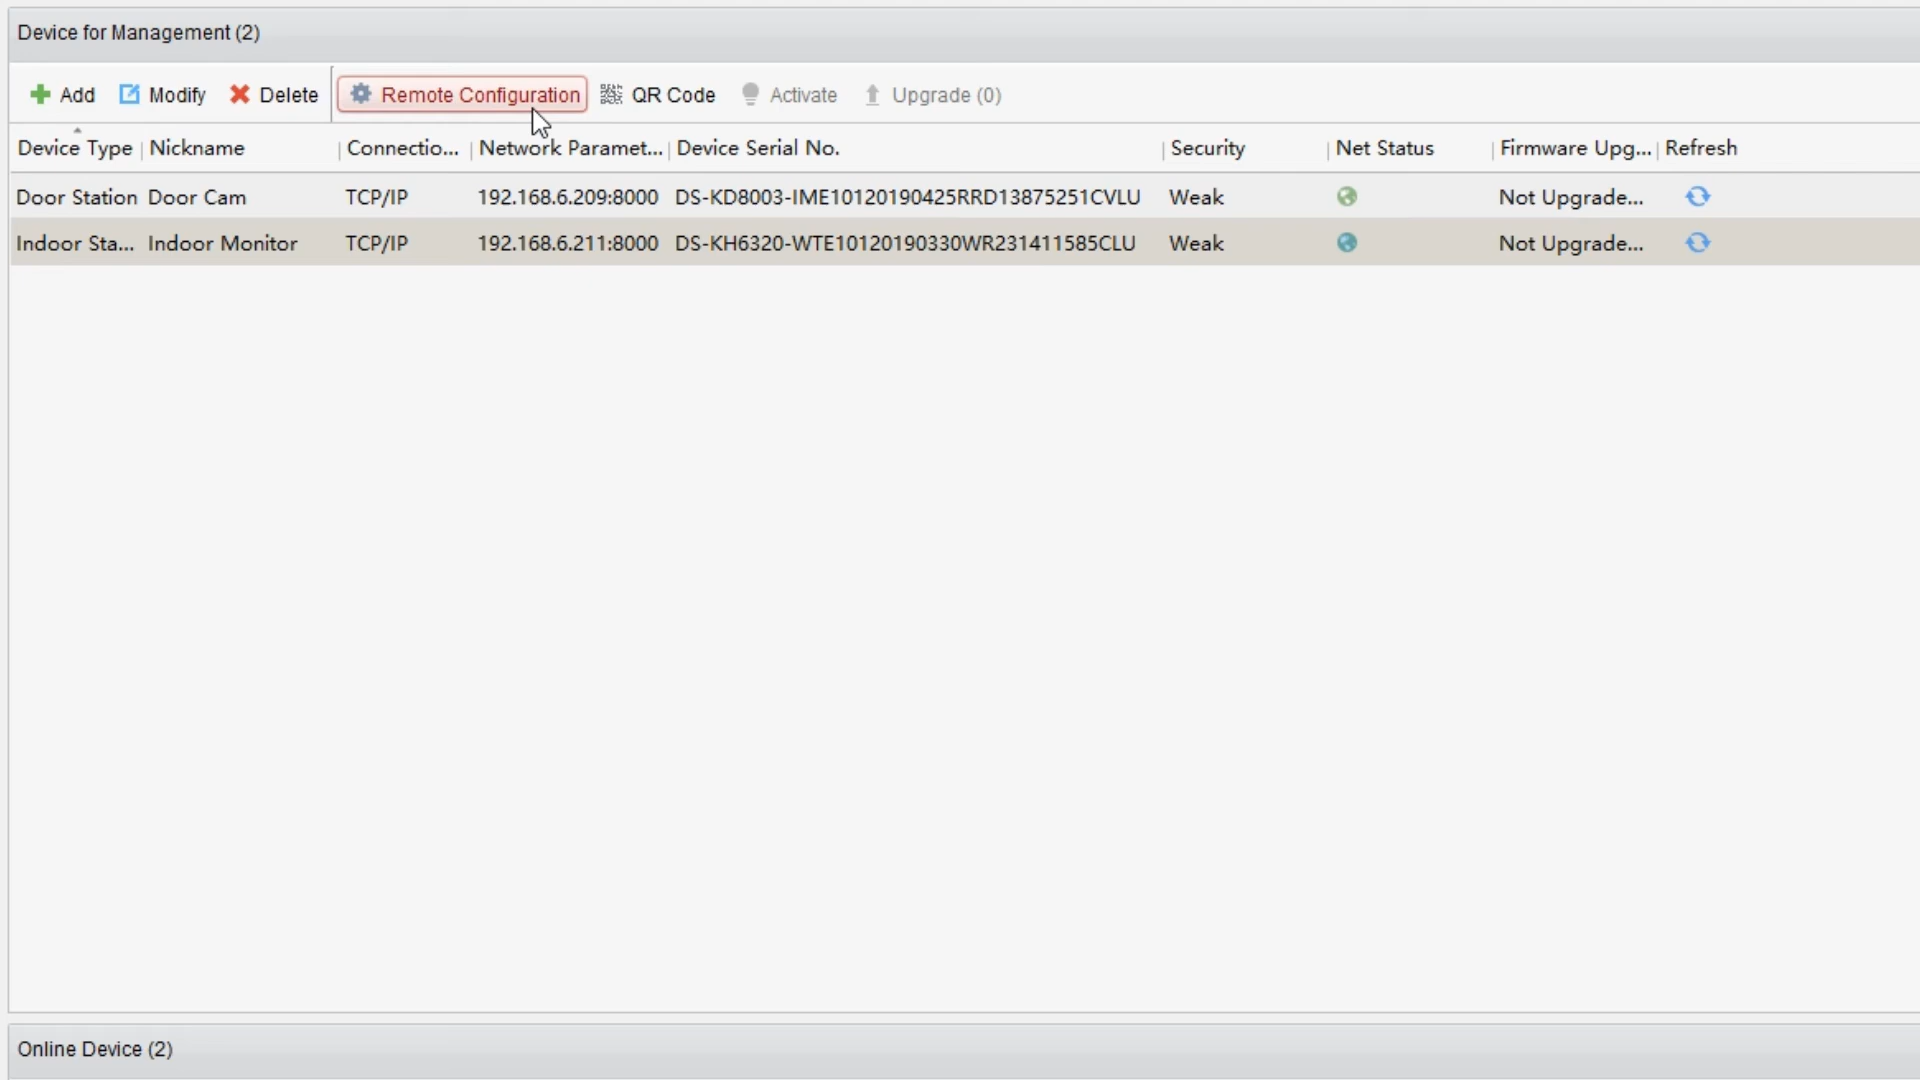 Device for Management (2)
Add Modify Delete Remote Configuration QR Code Activate Upgrade (0)
Device Type Nickname Connectio... Network Paramet... Device Serial No. Security Net Status Firmware Upg... Refresh
Door Station Door Cam TCP/IP 192.168.6.209:8000 DS-KD8003-IME10120190425RRD13875251CVLU Weak Not Upgrade...
Indoor Sta... Indoor Monitor TCP/IP 192.168.6.211:8000 DS-KH6320-WTE10120190330WR231411585CLU Weak Not Upgrade...
Online Device (2)